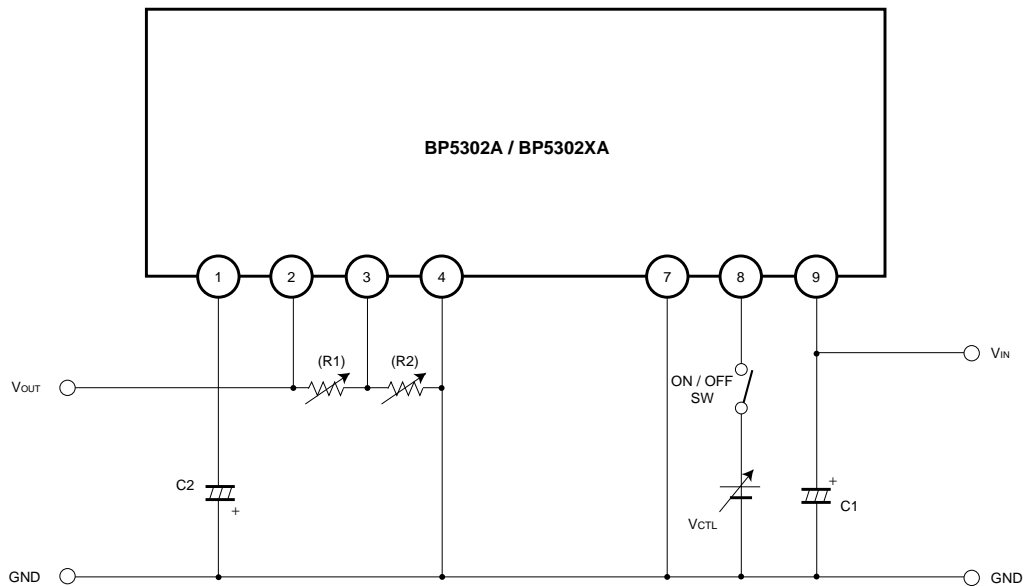 BP5302A / BP5302XA
1
2
3
4
7
8
9
(R1)
(R2)
VIN
VOUT
ON / OFF
SW
C2
+
VCTL
+
C1
GND
GND